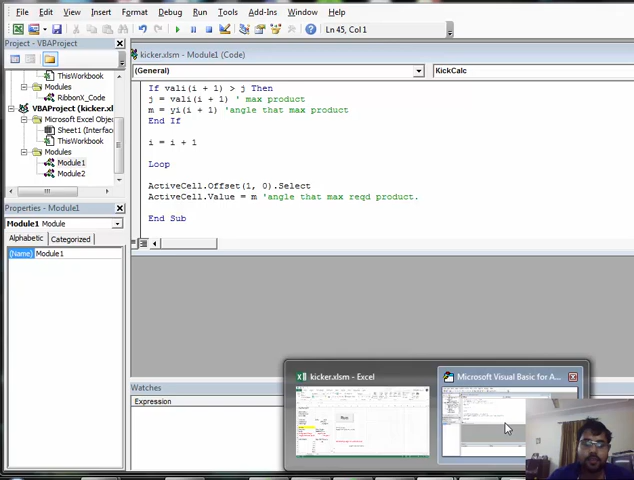 File Edit View Insert Format Debug Run Tools Add-Ins Window Help
Ln 45, Col 1
Project - VBAProject
ThisWorkbook
Modules
RibbonX_Code
VBAProject (kicker.xl
Microsoft Excel Objec
Sheet1 (Interfac
ThisWorkbook
Modules
Module1
Module2
Properties - Module1
Module1 Module
Alphabetic Categorized
(Name) Module1
kicker.xlsm - Module1 (Code)
(General) KickCalc
If vali(i + 1) > j Then
j = vali(i + 1) ' max product
m = yi(i + 1) 'angle that max product
End If
i = i + 1
Loop
ActiveCell.Offset(1, 0).Select
ActiveCell.Value = m 'angle that max reqd product.
End Sub
Watches
Expression
kicker.xlsm - Excel
Microsoft Visual Basic for A...